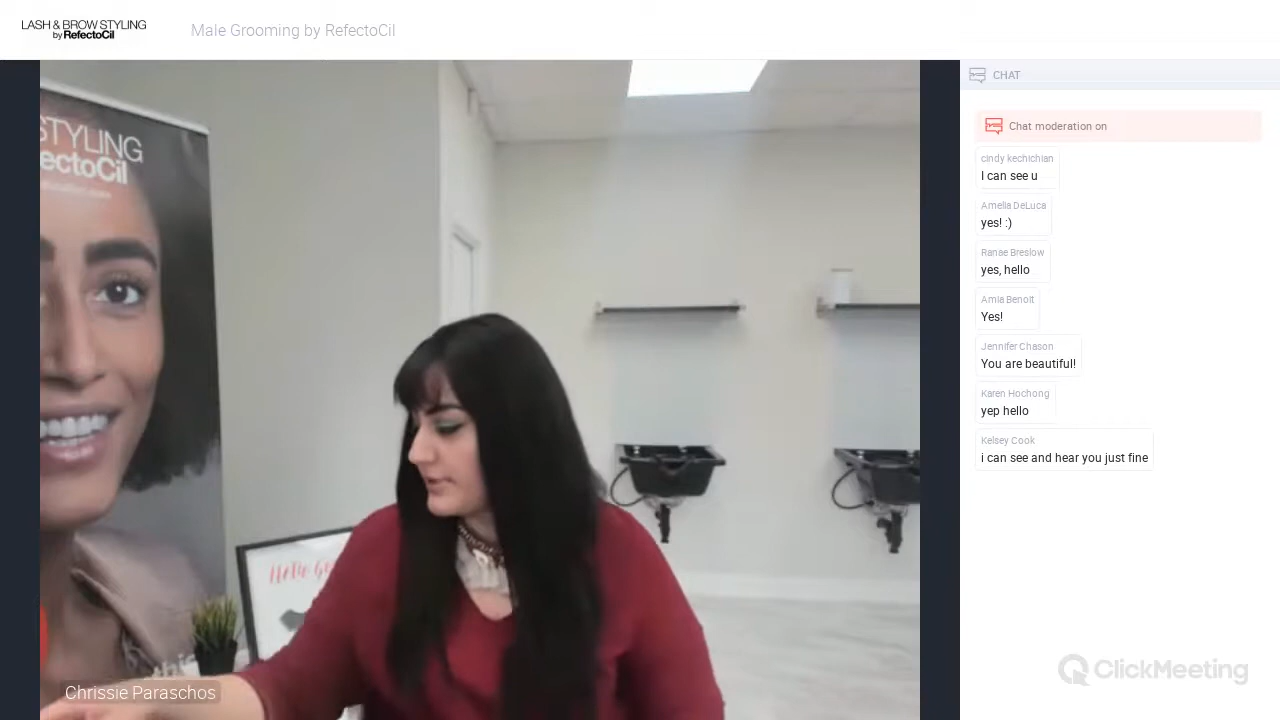 LASH & BROW STYLING
by RefectoCil
Male Grooming by RefectoCil
STYLING
ectoCil
Chrissie Paraschos
CHAT
Chat moderation on
cindy kechichian
I can see u
Amelia DeLuca
yes! :)
Ranae Breslow
yes, hello
Amia Benoit
Yes!
Jennifer Chason
You are beautiful!
Karen Hochong
yep hello
Kelsey Cook
i can see and hear you just fine
ClickMeeting